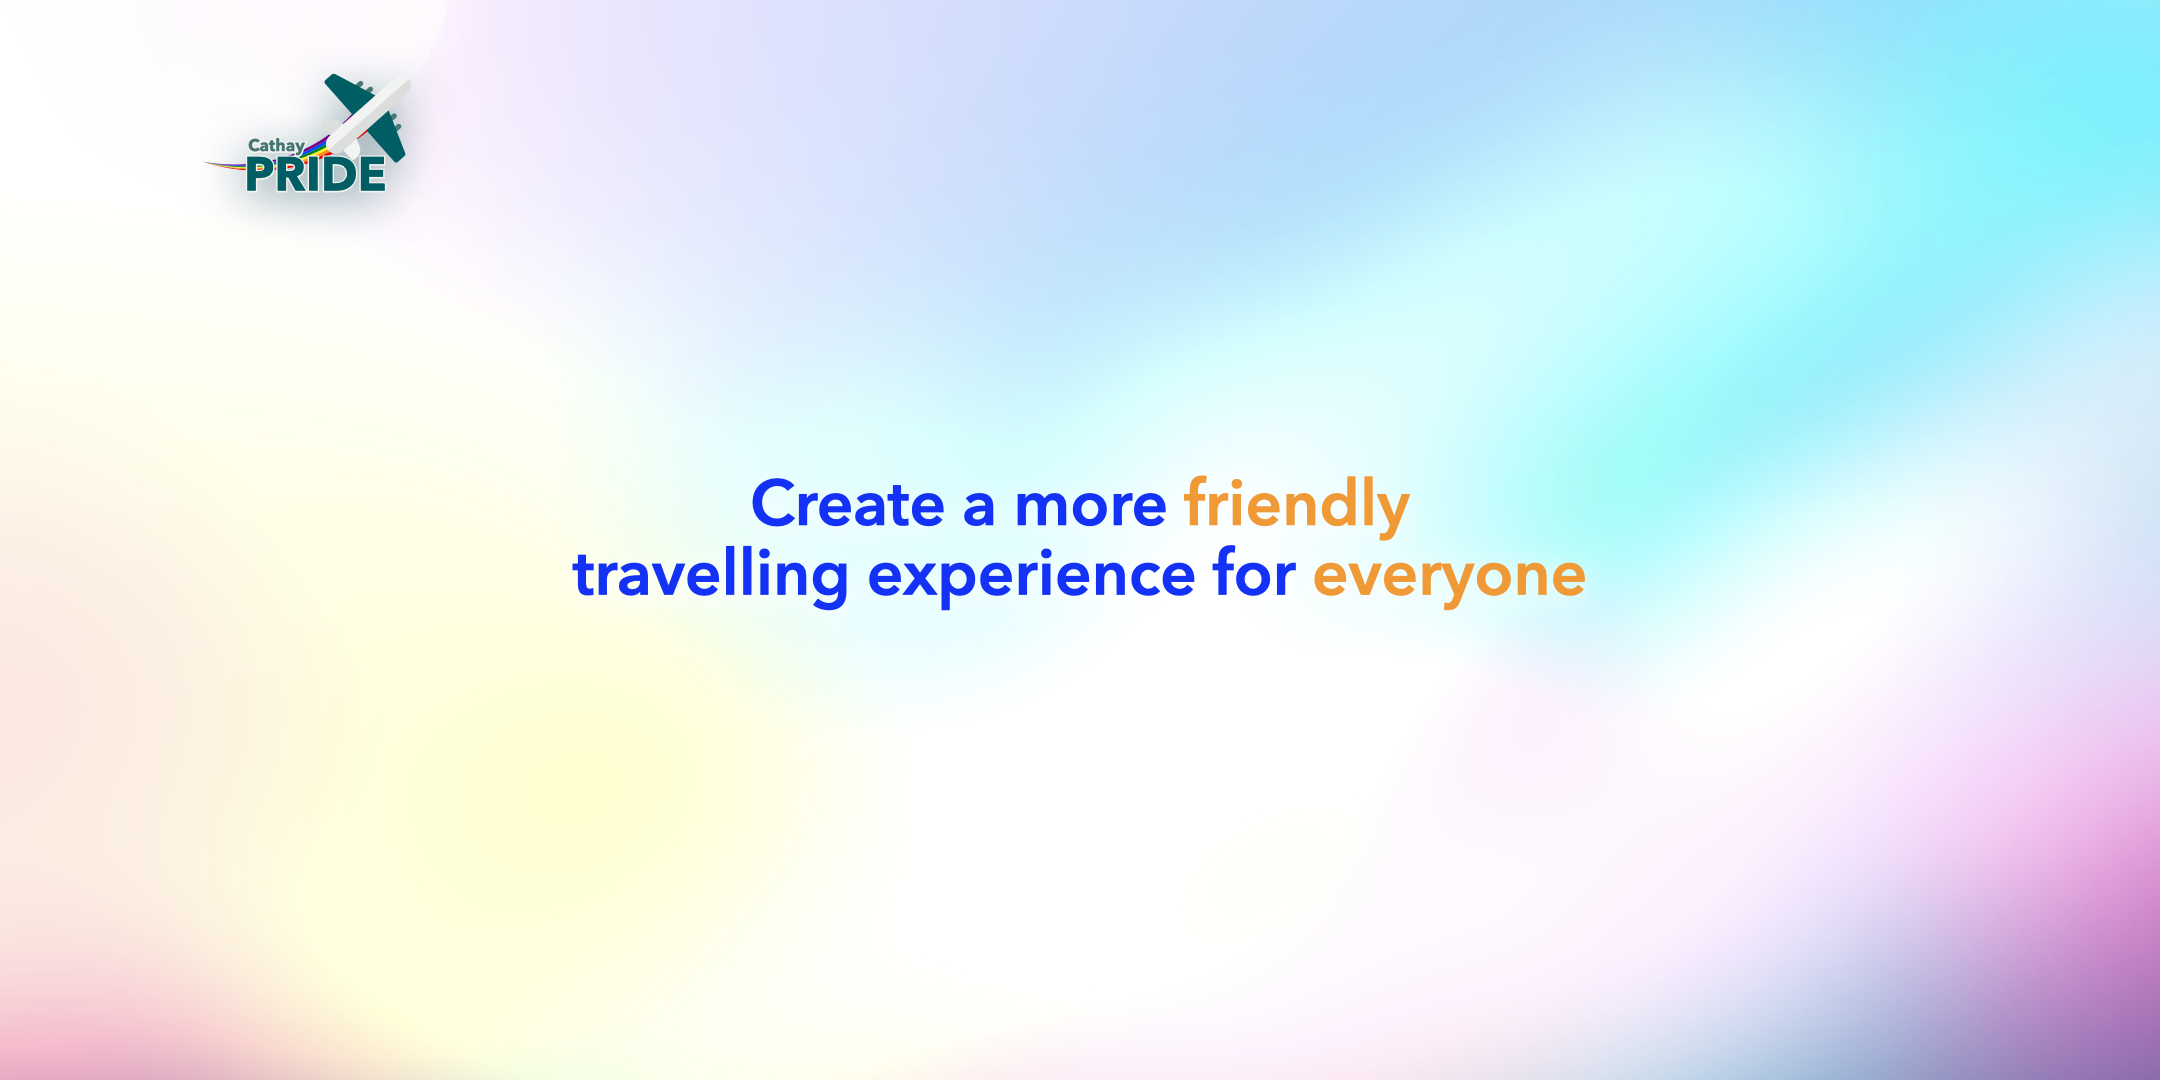 Cathay
PRIDE
Create a more friendly
travelling experience for everyone